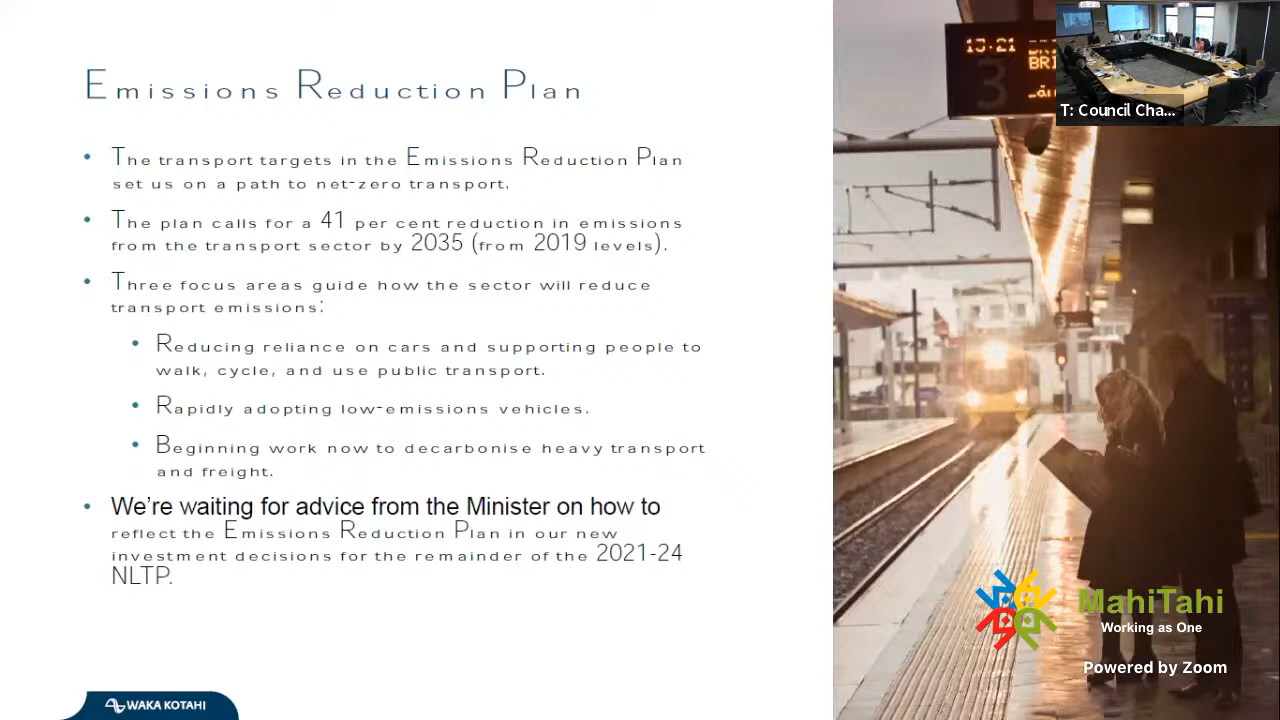 Emissions Reduction Plan
• The transport targets in the Emissions Reduction Plan
set us on a path to net-zero transport.
• The plan calls for a 41 per cent reduction in emissions
from the transport sector by 2035 (from 2019 levels).
• Three focus areas guide how the sector will reduce
transport emissions:
• Reducing reliance on cars and supporting people to
walk, cycle, and use public transport.
• Rapidly adopting low-emissions vehicles.
• Beginning work now to decarbonise heavy transport
and freight.
• We're waiting for advice from the Minister on how to
reflect the Emissions Reduction Plan in our new
investment decisions for the remainder of the 2021-24
NLTP.
WAKA KOTAHI
13:21
3
T: Council Cha...
MahiTahi
Working as One
Powered by Zoom